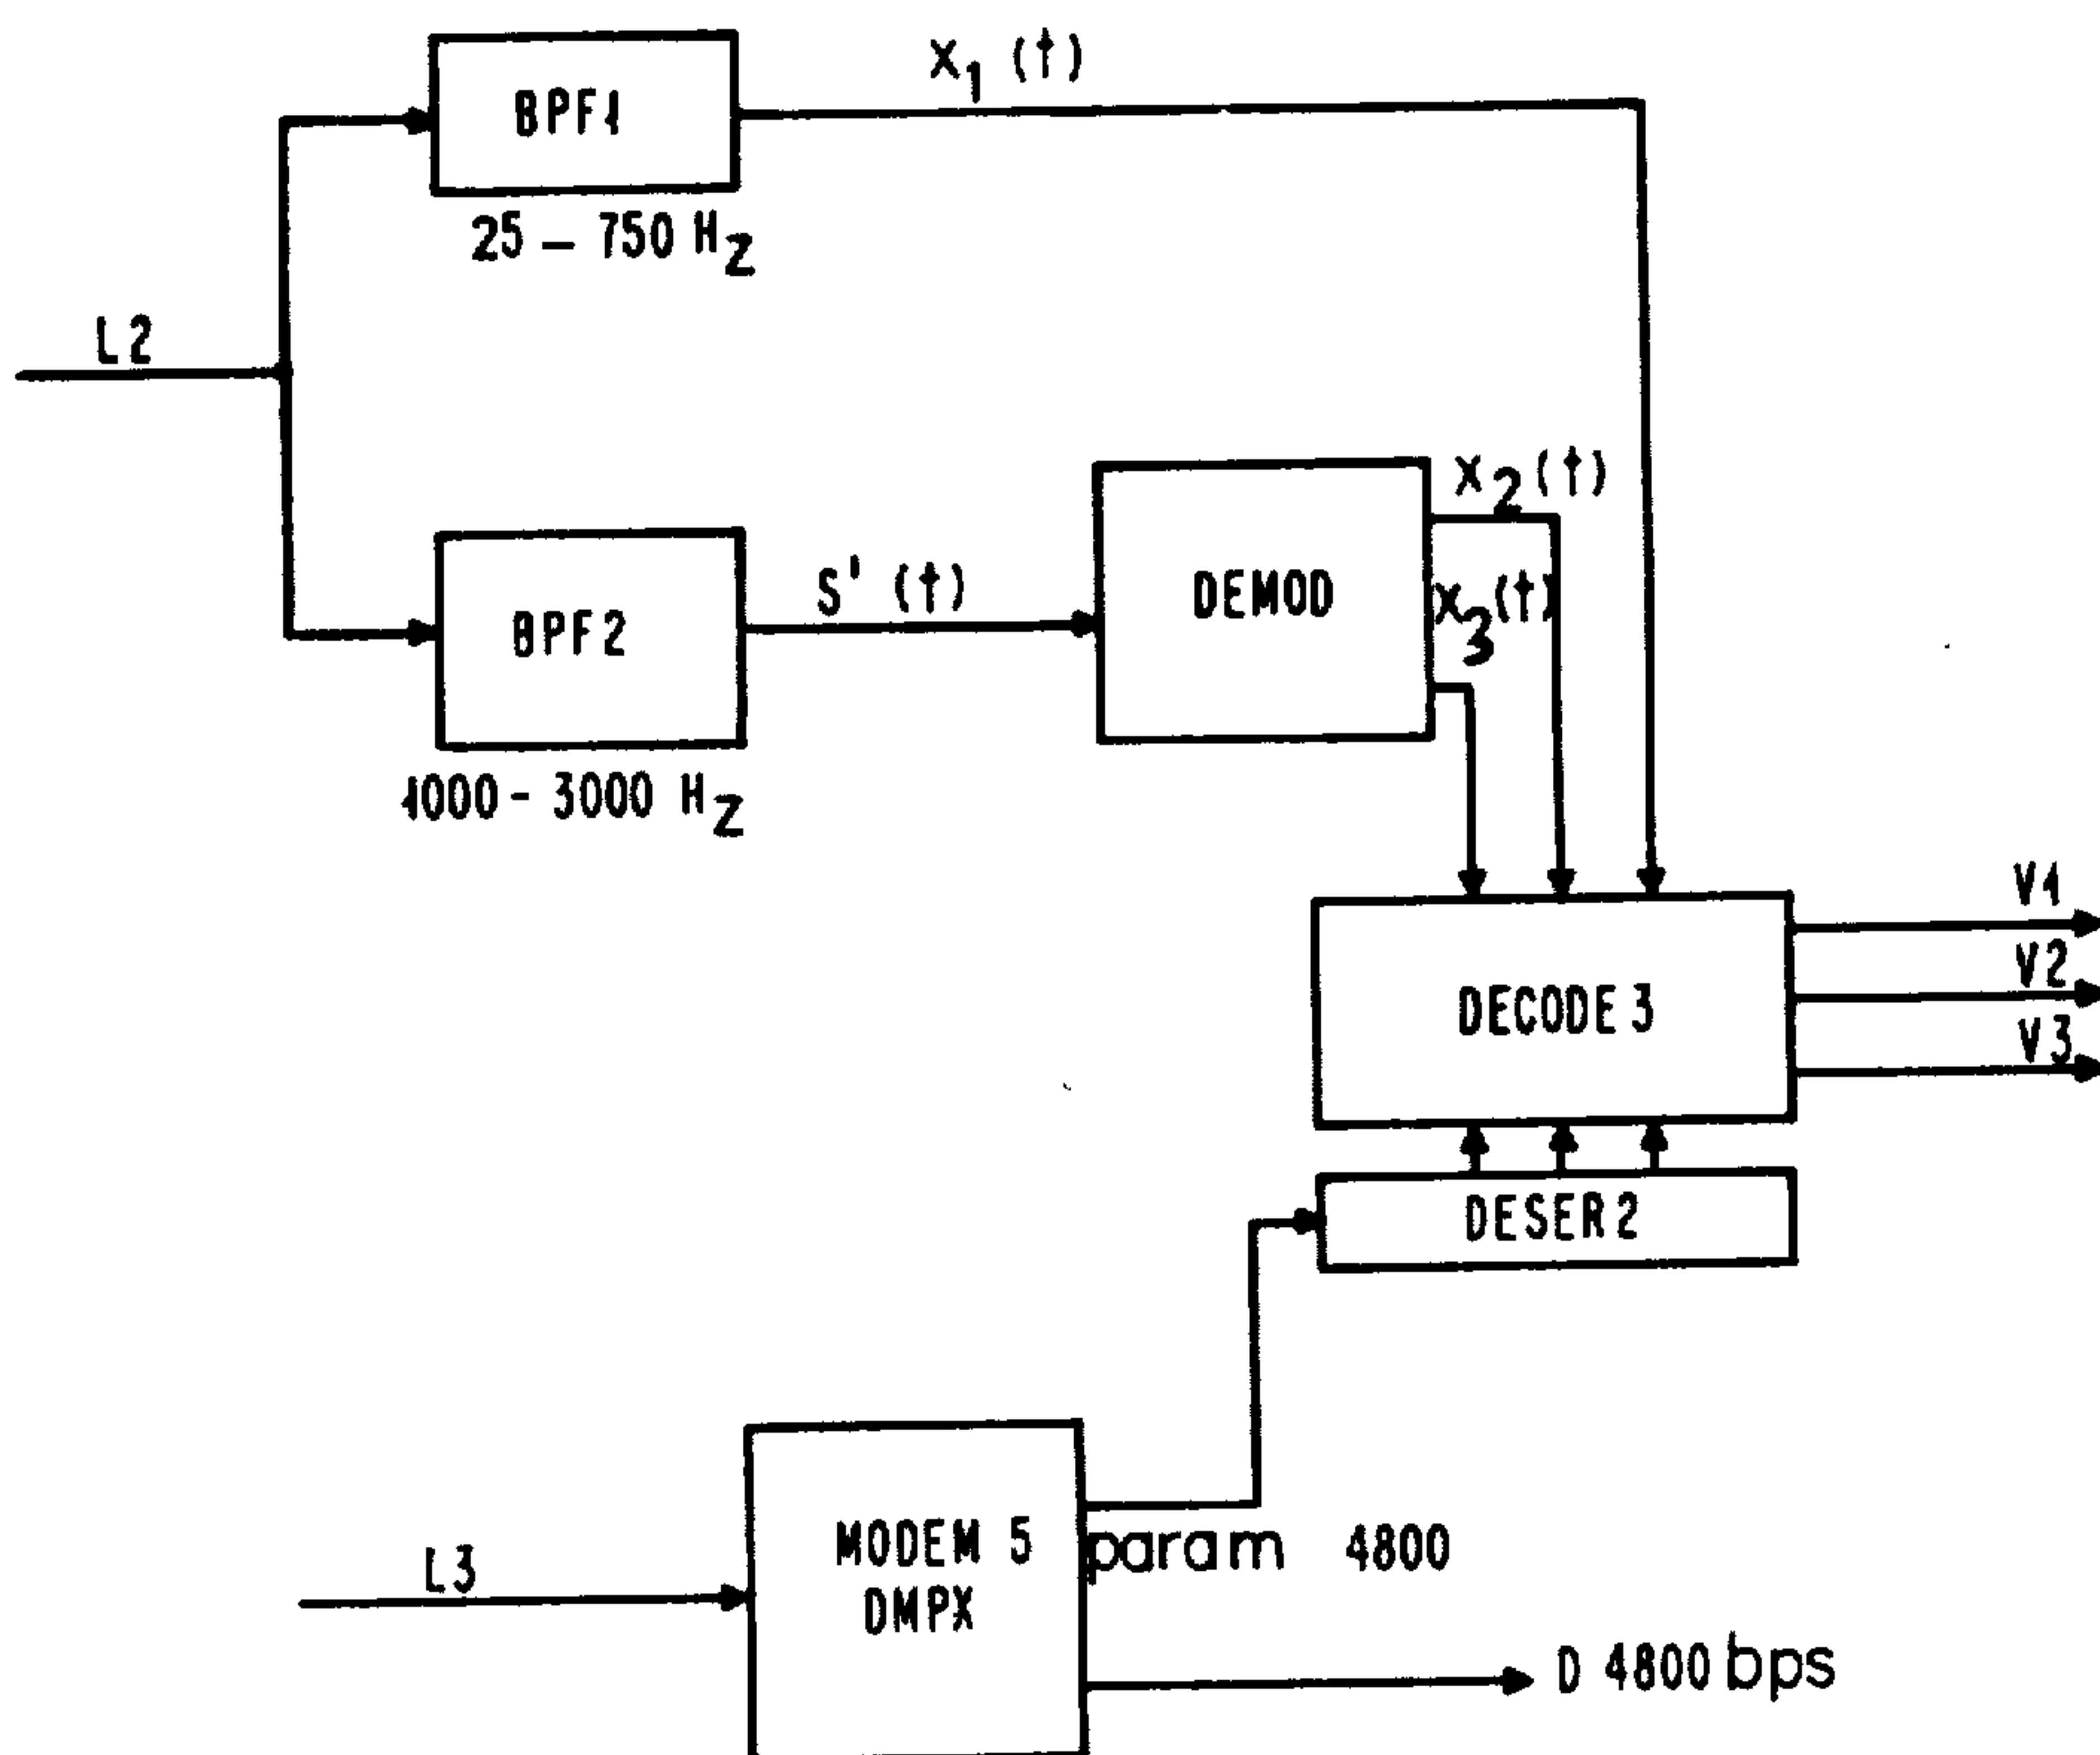 BPF1
x1 (t)
25 – 750 Hz
L2
BPF2
S' (t)
1000 - 3000 Hz
DEMOD
x2(t)
x3(t)
DECODE 3
V1
V2
V3
DESER 2
L3
MODEM 5
DMPX
param 4800
D 4800 bps